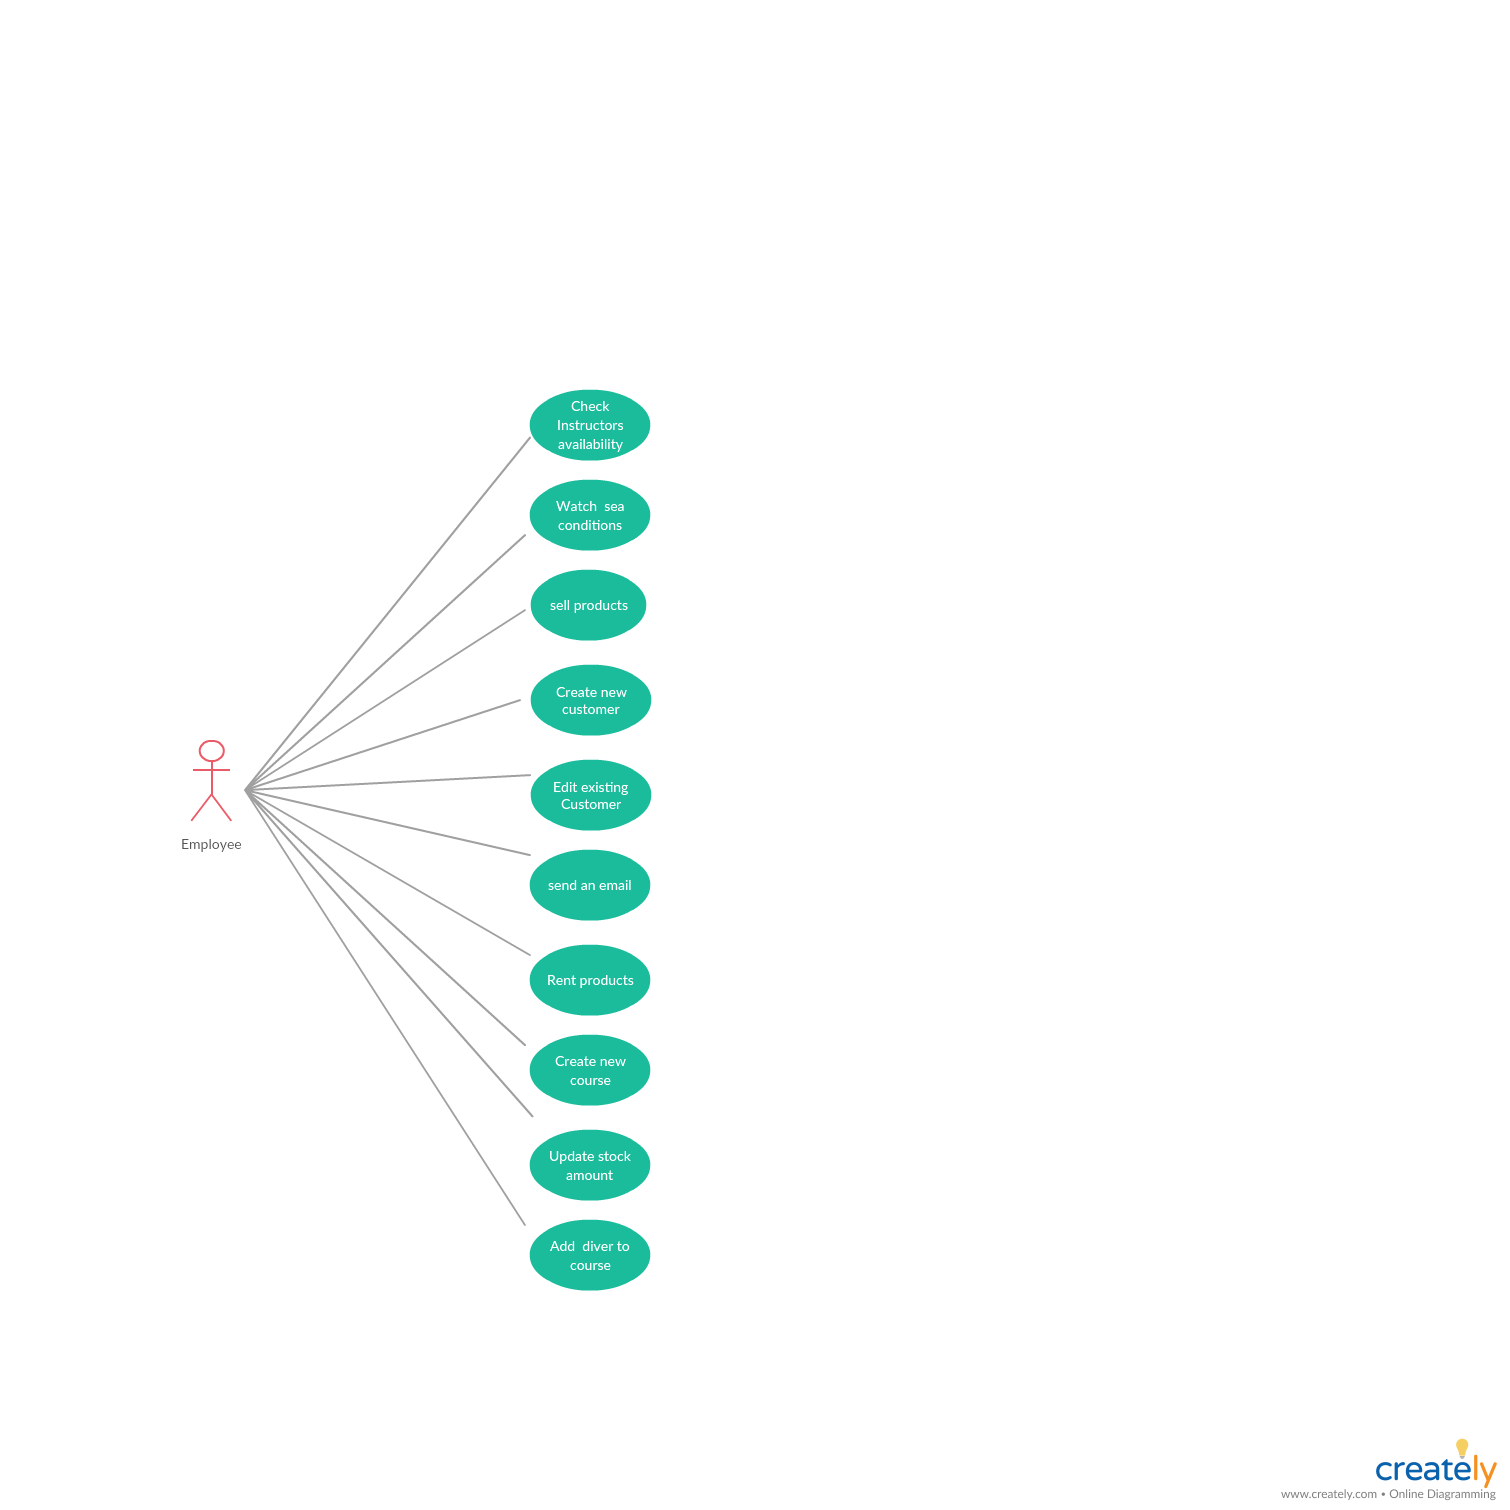 Check
Instructors
availability
Watch  sea
conditions
sell products
Create new
customer
Edit existing
Customer
Employee
send an email
Rent products
Create new
course
Update stock
amount
Add  diver to
course
creately
www.creately.com • Online Diagramming